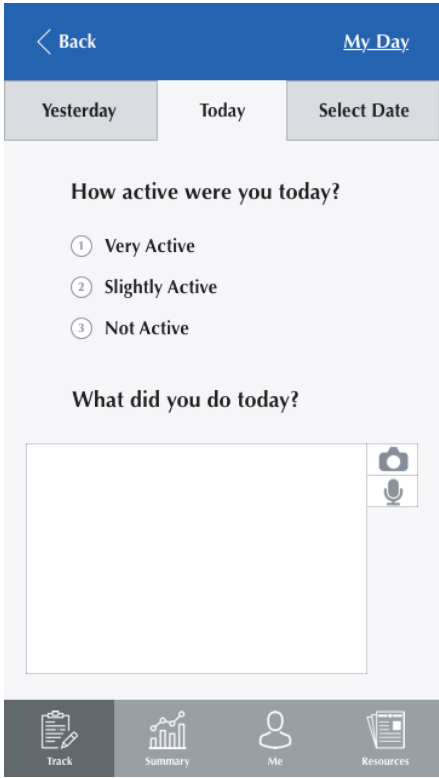 Back My Day
Yesterday Today Select Date
How active were you today?
1 Very Active
2 Slightly Active
3 Not Active
What did you do today?
Track Summary Me Resources